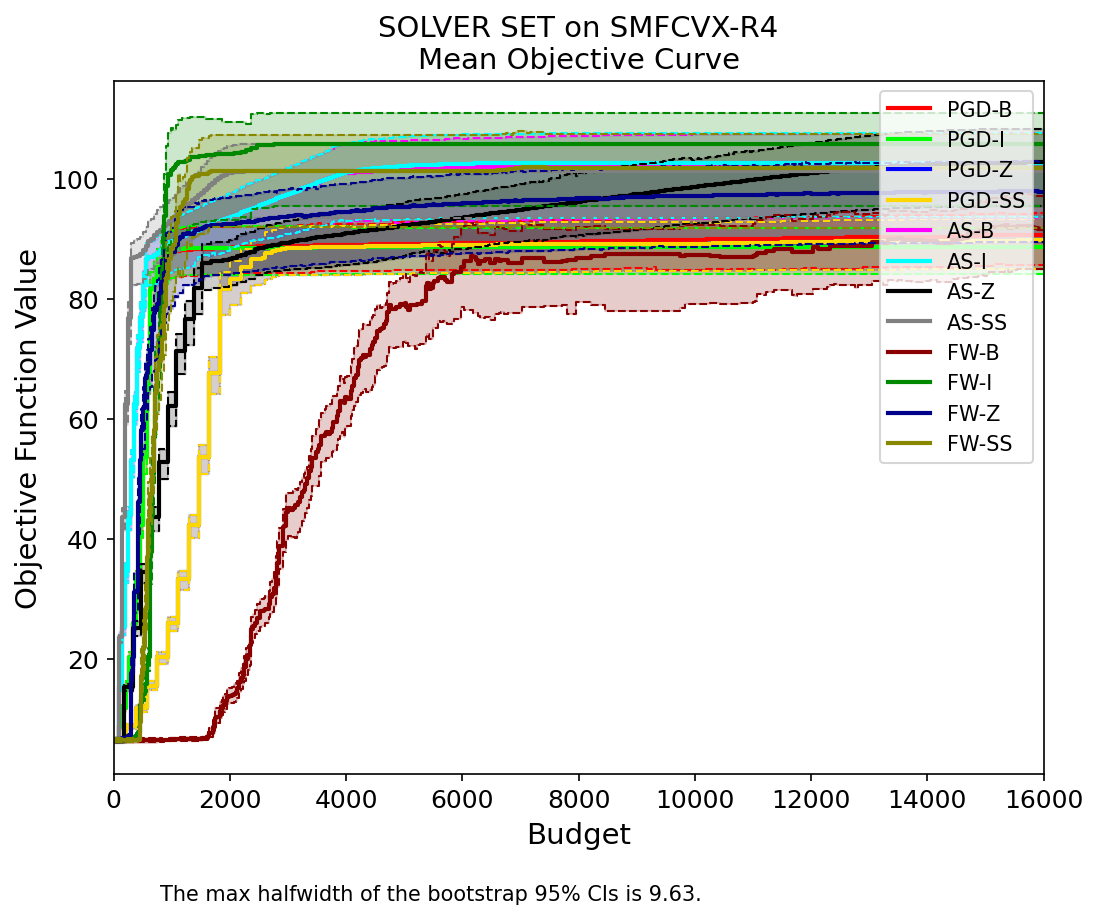 SOLVER SET on SMFCVX-R4
Mean Objective Curve
Objective Function Value
100
80
60
40
20
PGD-B
PGD-I
PGD-Z
PGD-SS
AS-B
AS-I
AS-Z
AS-SS
FW-B
FW-I
FW-Z
FW-SS
0 2000 4000 6000 8000 10000 12000 14000 16000
Budget
The max halfwidth of the bootstrap 95% CIs is 9.63.